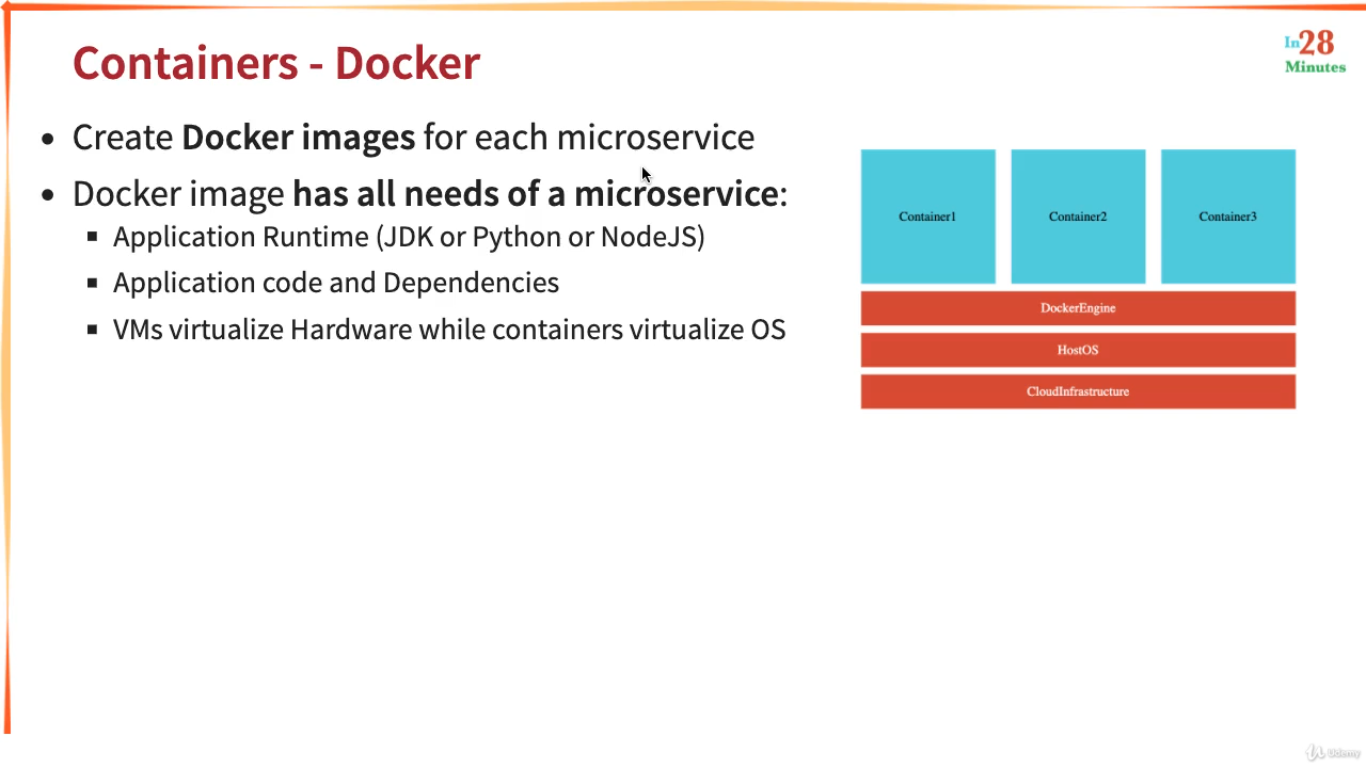 Containers - Docker
In28
Minutes
• Create Docker images for each microservice
• Docker image has all needs of a microservice:
▪ Application Runtime (JDK or Python or NodeJS)
▪ Application code and Dependencies
▪ VMs virtualize Hardware while containers virtualize OS
Container1 Container2 Container3
DockerEngine
HostOS
CloudInfrastructure
Udemy